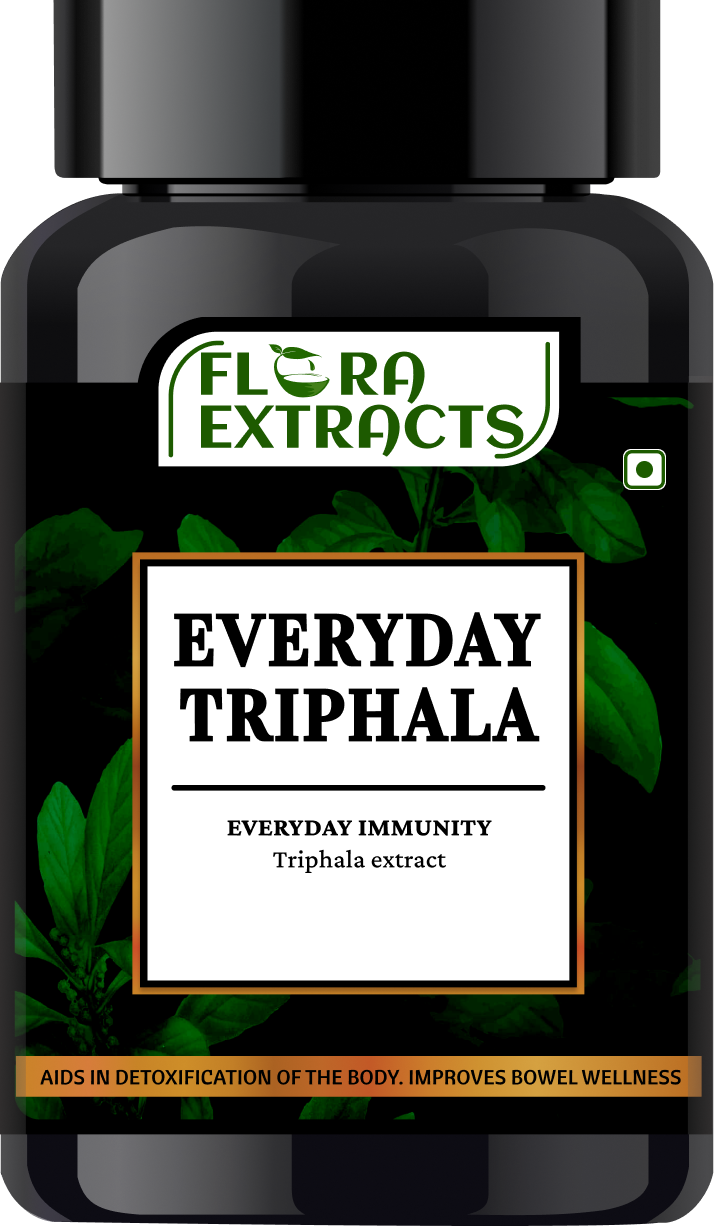 FLORA
EXTRACTS
EVERYDAY
TRIPHALA
EVERYDAY IMMUNITY
Triphala extract
AIDS IN DETOXIFICATION OF THE BODY. IMPROVES BOWEL WELLNESS